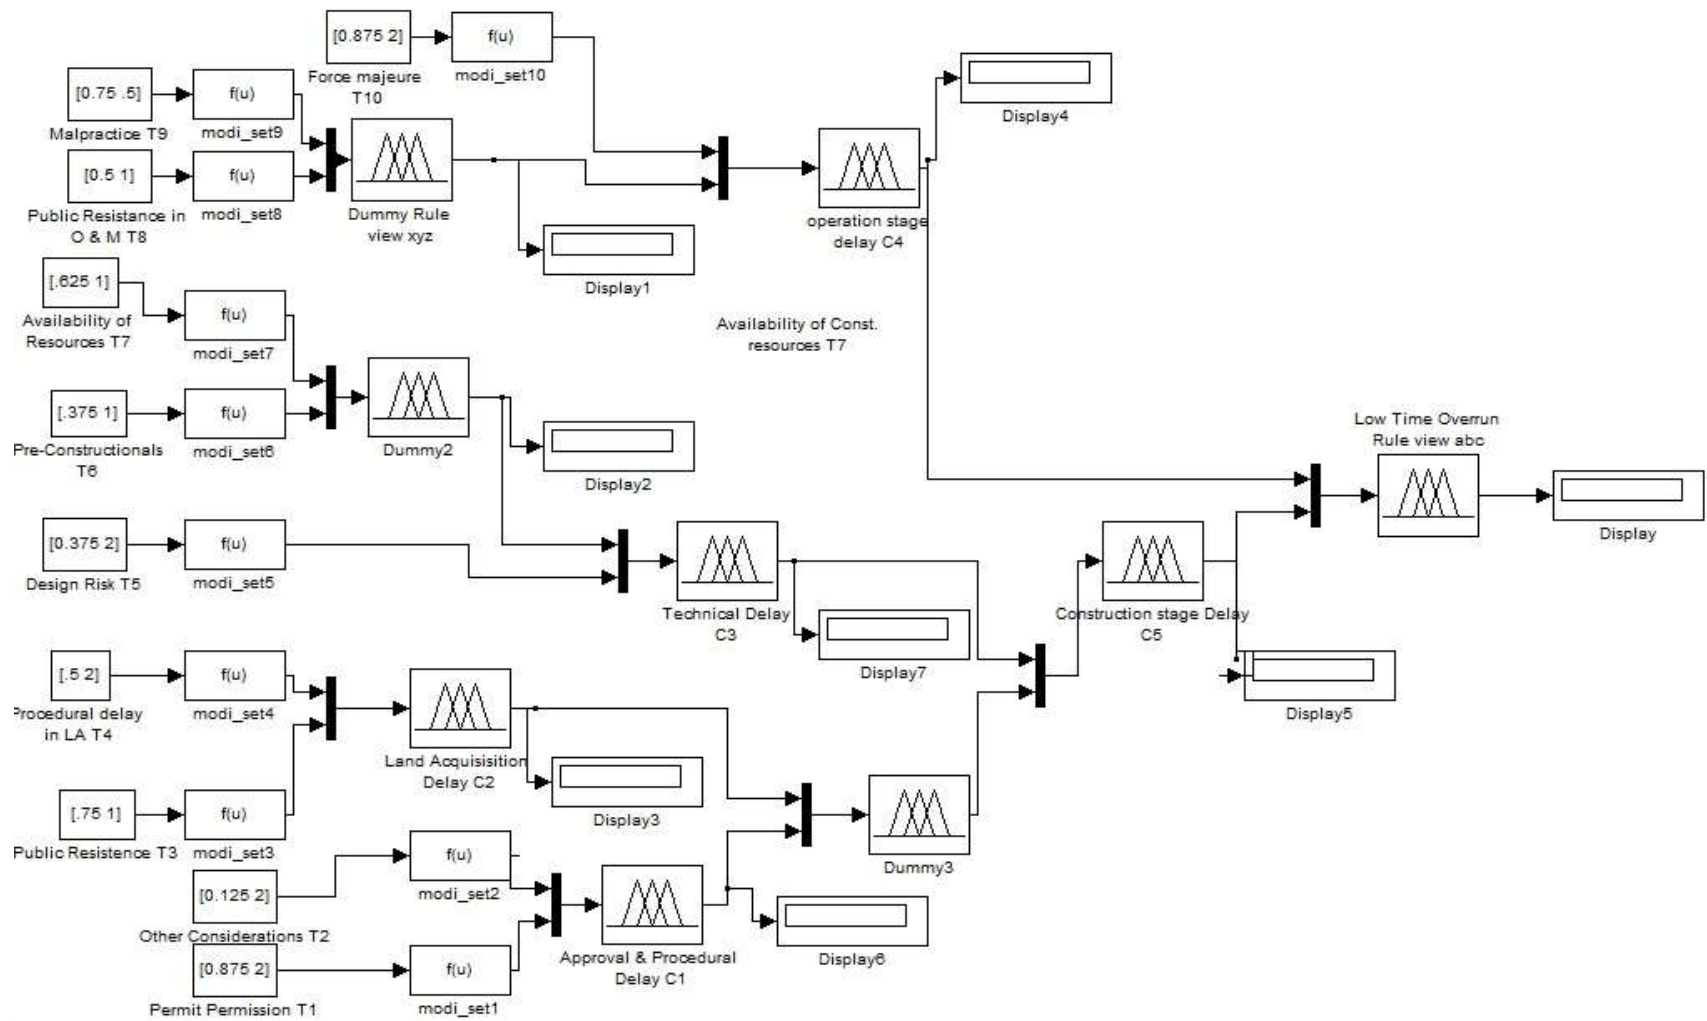 [0.875 2]
f(u)
Force majeure
T10
modi_set10
[0.75 .5]
f(u)
Malpractice T9
modi_set9
[0.5 1]
f(u)
Public Resistance in
O & M T8
modi_set8
Dummy Rule
view xyz
Display1
operation stage
delay C4
Display4
[.625 1]
Availability of
Resources T7
f(u)
modi_set7
Availability of Const.
resources T7
[.375 1]
f(u)
Pre-Constructionals
T6
modi_set6
Dummy2
Display2
Low Time Overrun
Rule view abc
Display
[0.375 2]
f(u)
Design Risk T5
modi_set5
Technical Delay
C3
Display7
Construction stage Delay
C5
Display5
[.5 2]
f(u)
Procedural delay
in LA T4
modi_set4
Land Acquisisition
Delay C2
Display3
[.75 1]
f(u)
Public Resistence T3
modi_set3
f(u)
modi_set2
Dummy3
[0.125 2]
Other Considerations T2
[0.875 2]
f(u)
Permit Permission T1
modi_set1
Approval & Procedural
Delay C1
Display6